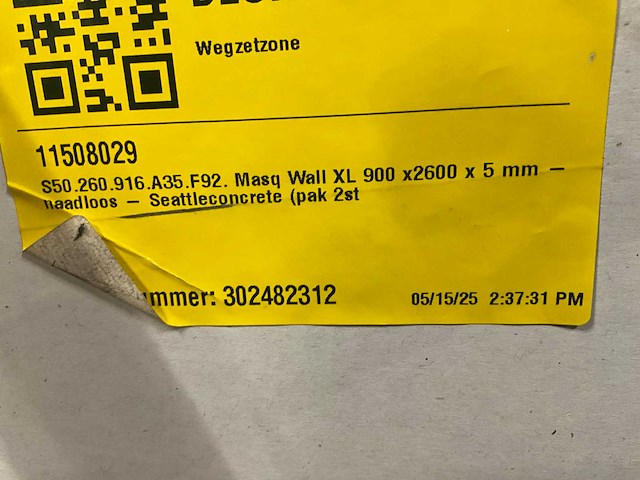 Wegzetzone
11508029
S50.260.916.A35.F92. Masq Wall XL 900 x2600 x 5 mm –
naadloos – Seattleconcrete (pak 2st
ummer: 302482312
05/15/25 2:37:31 PM